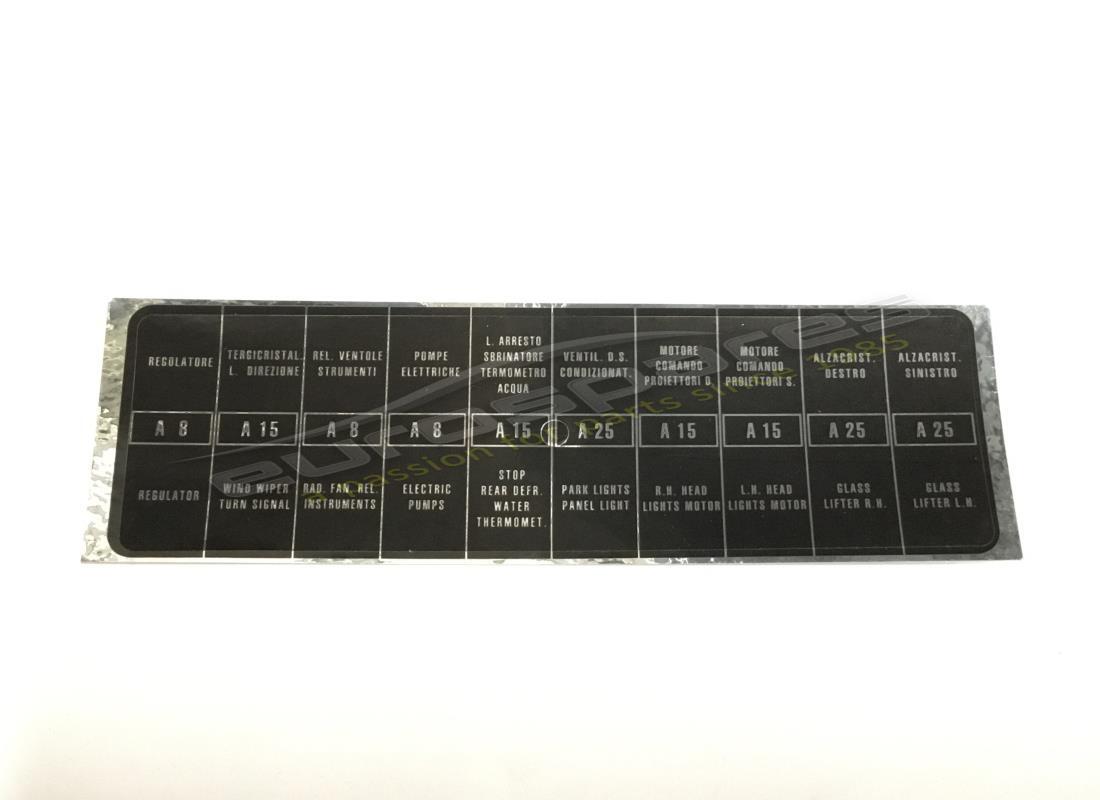 REGOLATORE
TERGICRISTAL.
L. DIREZIONE
REL. VENTOLE
STRUMENTI
POMPE
ELETTRICHE
L. ARRESTO
SBRINATORE
TERMOMETRO
ACQUA
VENTIL. D.S.
CONDIZIONAT.
MOTORE
COMANDO
PROIETTORI D.
MOTORE
COMANDO
PROIETTORI S.
ALZACRIST.
DESTRO
ALZACRIST.
SINISTRO
A 8
A 15
A 8
A 8
A 15
A 25
A 15
A 15
A 25
A 25
REGULATOR
WIND WIPER
TURN SIGNAL
RAD. FAN. REL.
INSTRUMENTS
ELECTRIC
PUMPS
STOP
REAR DEFR.
WATER
THERMOMET.
PARK LIGHTS
PANEL LIGHT
R.H. HEAD
LIGHTS MOTOR
L.H. HEAD
LIGHTS MOTOR
GLASS
LIFTER R.H.
GLASS
LIFTER L.H.
eurospares
a passion for parts since 1985